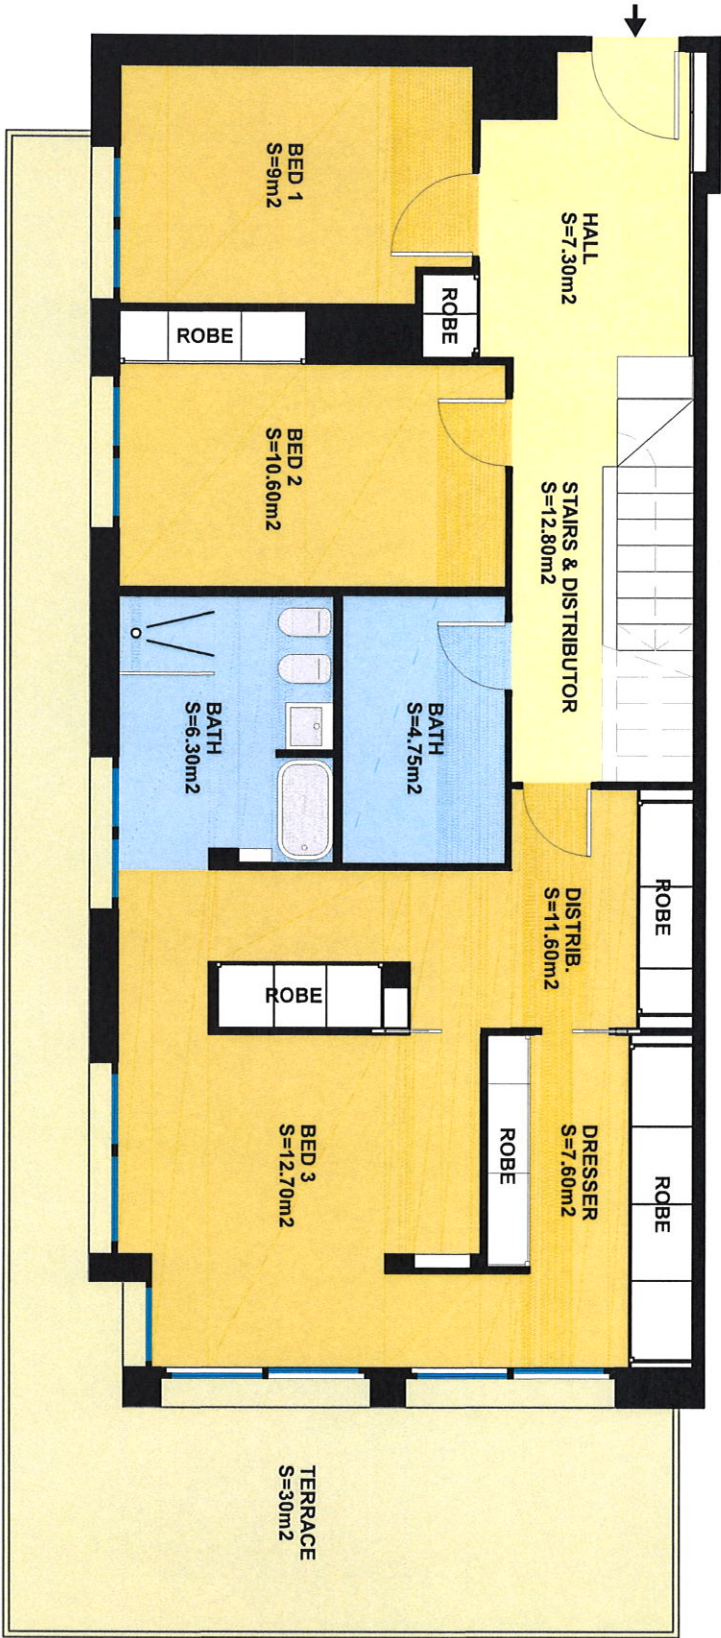 HALL
S=7.30m2
BED 1
S=9m2
ROBE
ROBE
BED 2
S=10.60m2
STAIRS & DISTRIBUTOR
S=12.80m2
BATH
S=4.75m2
BATH
S=6.30m2
DISTRIB.
S=11.60m2
ROBE
ROBE
BED 3
S=12.70m2
ROBE
DRESSER
S=7.60m2
ROBE
TERRACE
S=30m2